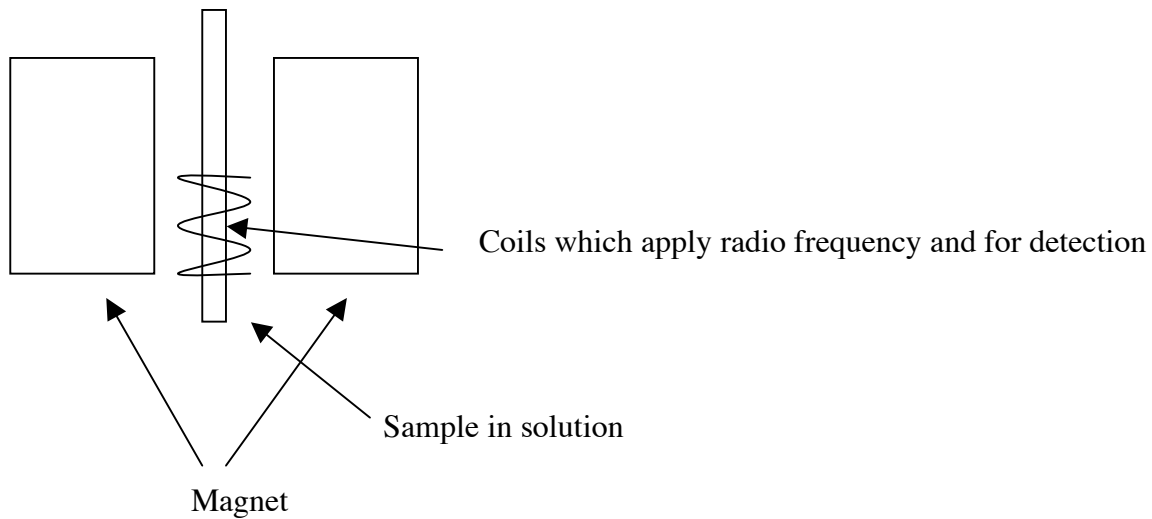 Coils which apply radio frequency and for detection
Sample in solution
Magnet